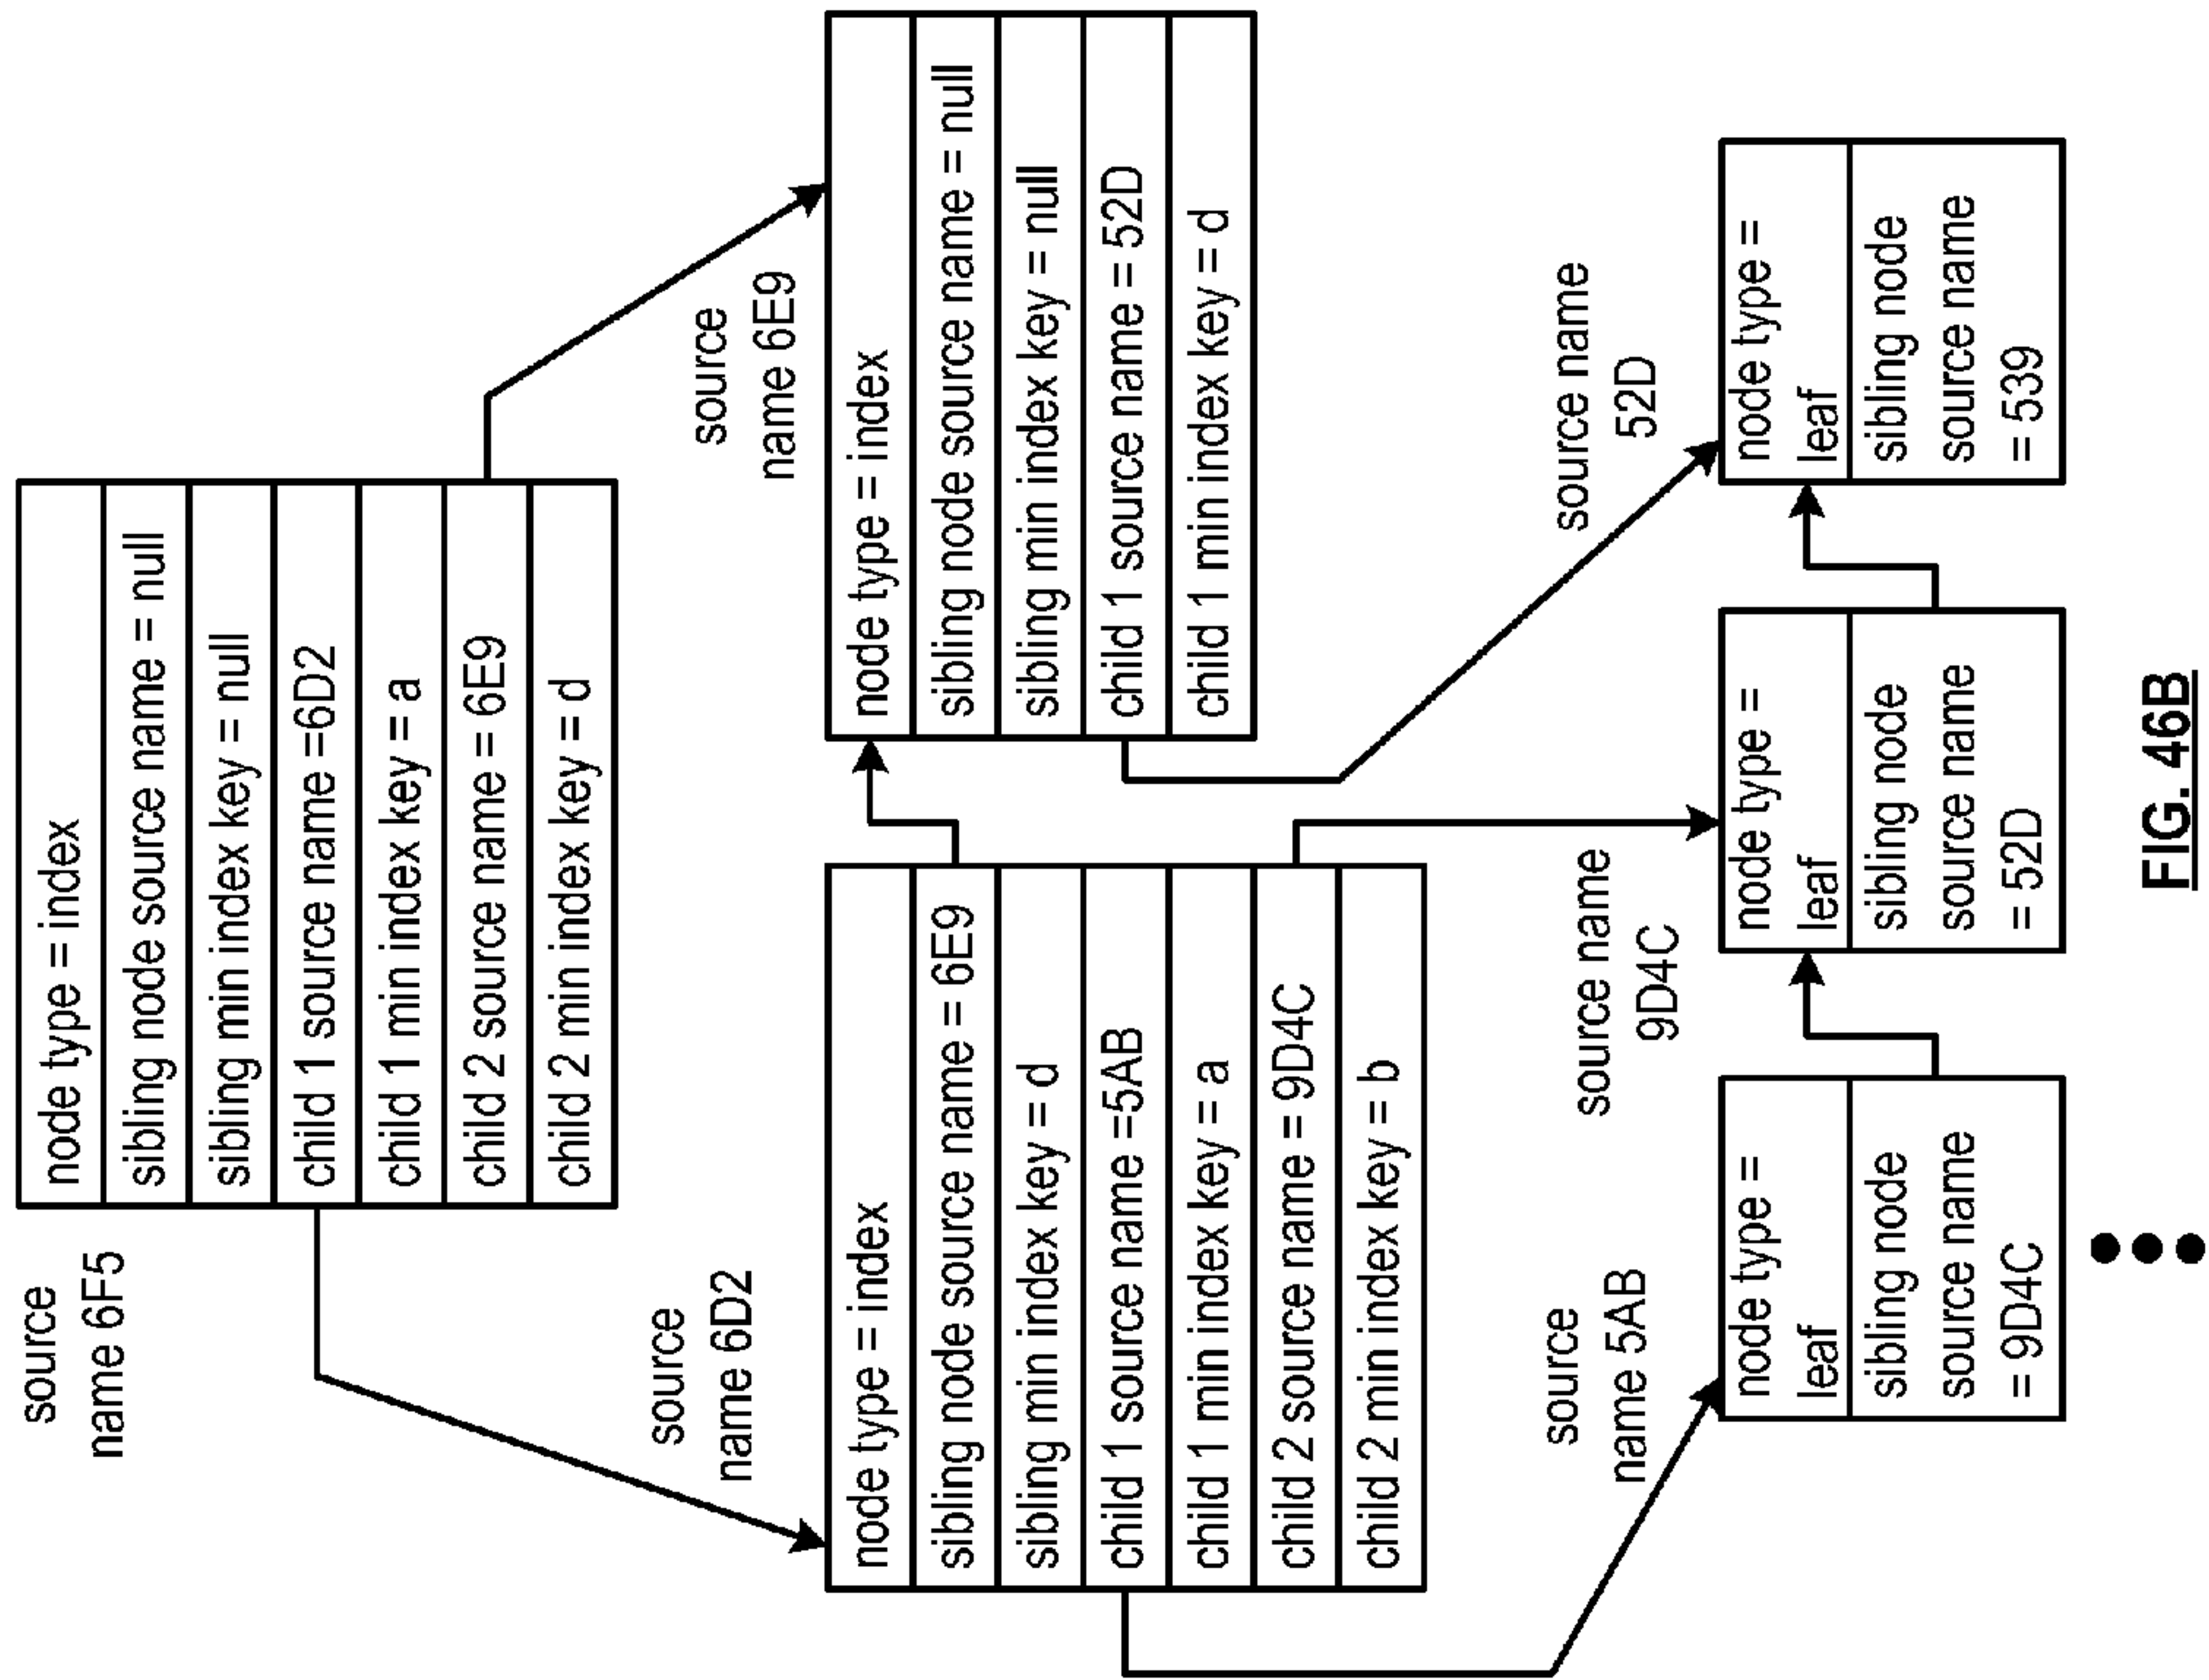 source
name 6F5
node type = index
sibling node source name = null
sibling min index key = null
child 1 source name =6D2
child 1 min index key = a
child 2 source name = 6E9
child 2 min index key = d
source
name 6D2
node type = index
sibling node source name = 6E9
sibling min index key = d
child 1 source name =5AB
child 1 min index key = a
child 2 source name = 9D4C
child 2 min index key = b
source
name 6E9
node type = index
sibling node source name = null
sibling min index key = null
child 1 source name = 52D
child 1 min index key = d
source
name 5AB
node type =
leaf
sibling node
source name
= 9D4C
source name
9D4C
node type =
leaf
sibling node
source name
= 52D
source name
52D
node type =
leaf
sibling node
source name
= 539
FIG. 46B